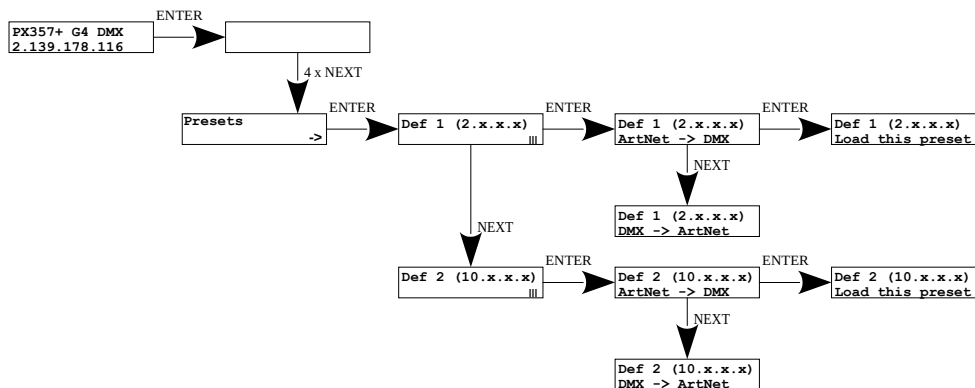 PX357+ G4 DMX
2.139.178.116
ENTER
4 x NEXT
Presets
->
ENTER
Def 1 (2.x.x.x)
|||
ENTER
Def 1 (2.x.x.x)
ArtNet -> DMX
ENTER
Def 1 (2.x.x.x)
Load this preset
NEXT
Def 1 (2.x.x.x)
DMX -> ArtNet
NEXT
Def 2 (10.x.x.x)
|||
ENTER
Def 2 (10.x.x.x)
ArtNet -> DMX
ENTER
Def 2 (10.x.x.x)
Load this preset
NEXT
Def 2 (10.x.x.x)
DMX -> ArtNet